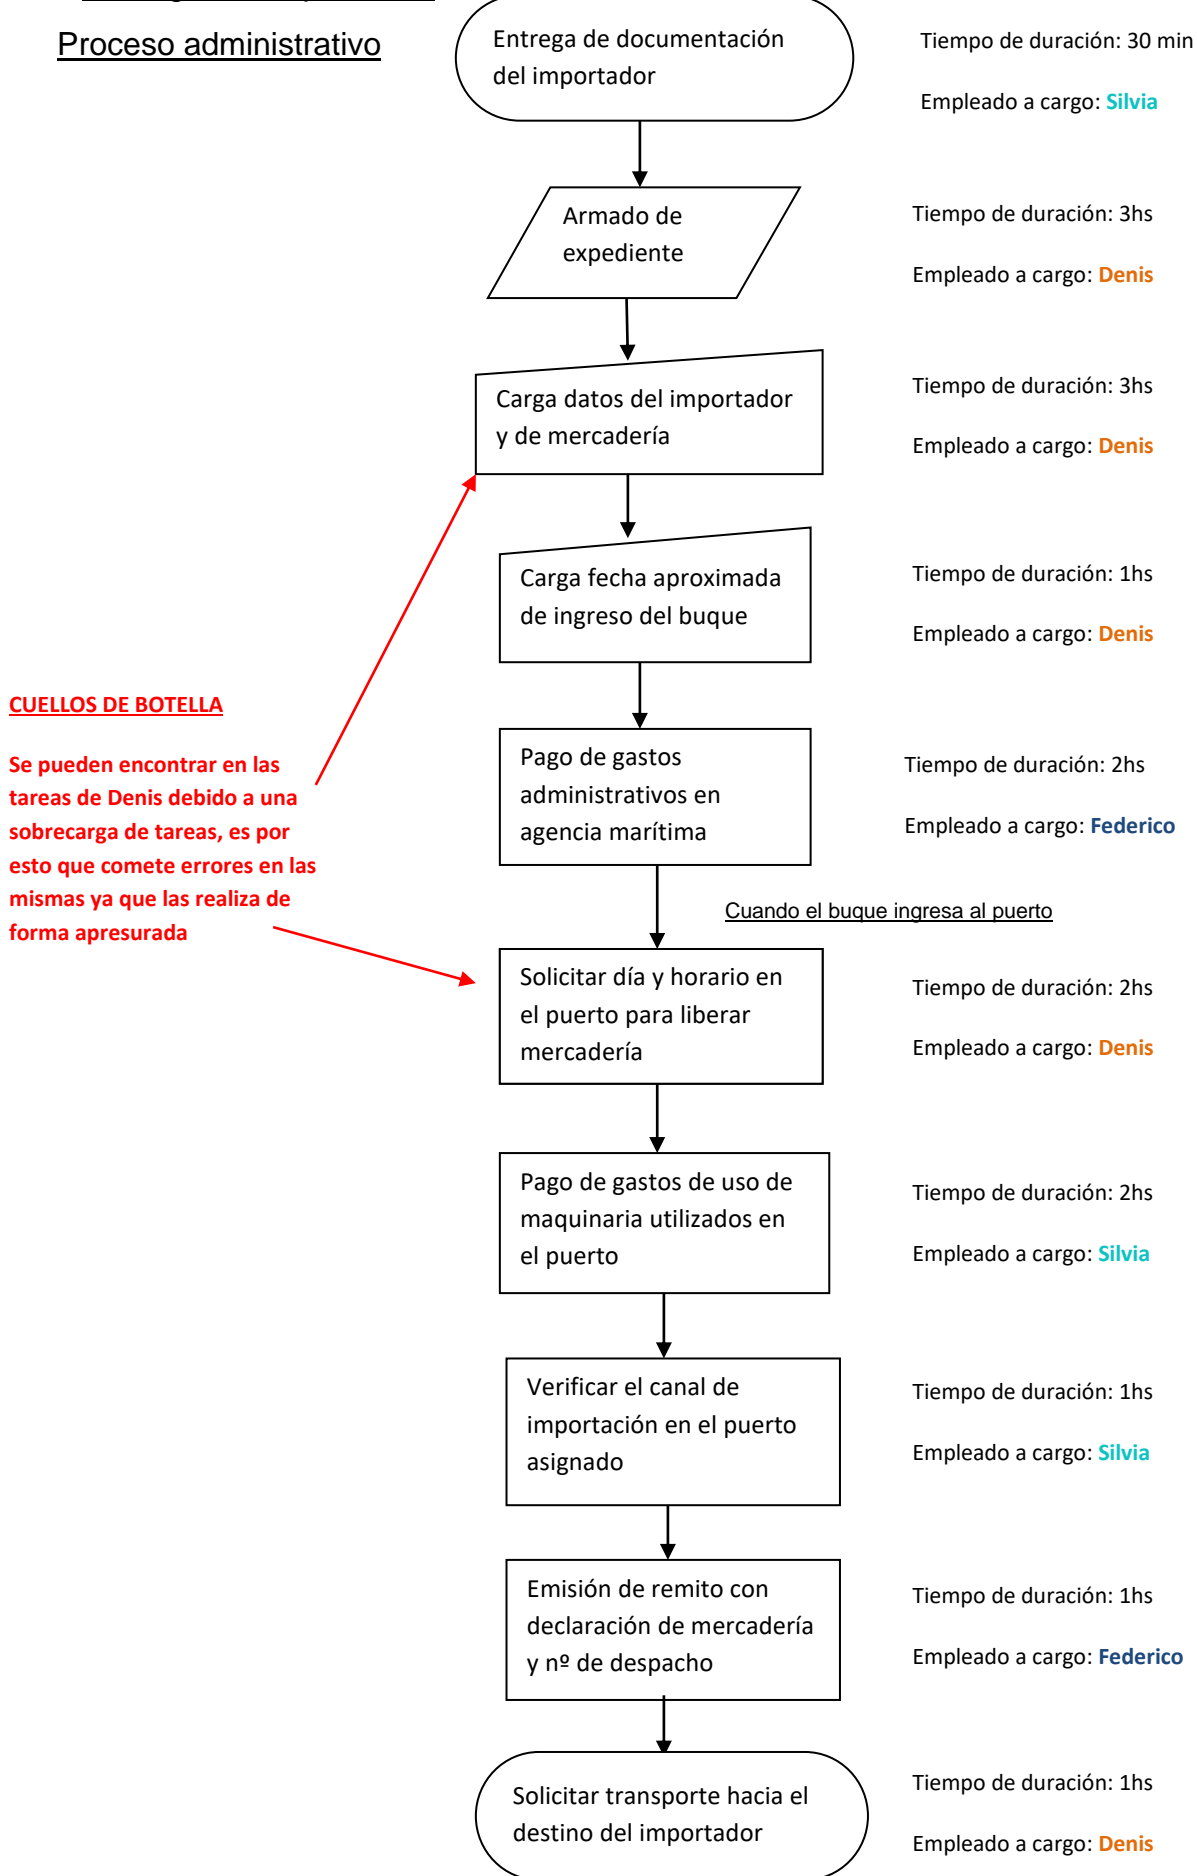 Proceso administrativo
Entrega de documentación
del importador
Tiempo de duración: 30 min
Empleado a cargo: Silvia
Armado de
expediente
Tiempo de duración: 3hs
Empleado a cargo: Denis
Carga datos del importador
y de mercadería
Tiempo de duración: 3hs
Empleado a cargo: Denis
Carga fecha aproximada
de ingreso del buque
Tiempo de duración: 1hs
Empleado a cargo: Denis
CUELLOS DE BOTELLA
Se pueden encontrar en las
tareas de Denis debido a una
sobrecarga de tareas, es por
esto que comete errores en las
mismas ya que las realiza de
forma apresurada
Pago de gastos
administrativos en
agencia marítima
Tiempo de duración: 2hs
Empleado a cargo: Federico
Cuando el buque ingresa al puerto
Solicitar día y horario en
el puerto para liberar
mercadería
Tiempo de duración: 2hs
Empleado a cargo: Denis
Pago de gastos de uso de
maquinaria utilizados en
el puerto
Tiempo de duración: 2hs
Empleado a cargo: Silvia
Verificar el canal de
importación en el puerto
asignado
Tiempo de duración: 1hs
Empleado a cargo: Silvia
Emisión de remito con
declaración de mercadería
y nº de despacho
Tiempo de duración: 1hs
Empleado a cargo: Federico
Solicitar transporte hacia el
destino del importador
Tiempo de duración: 1hs
Empleado a cargo: Denis